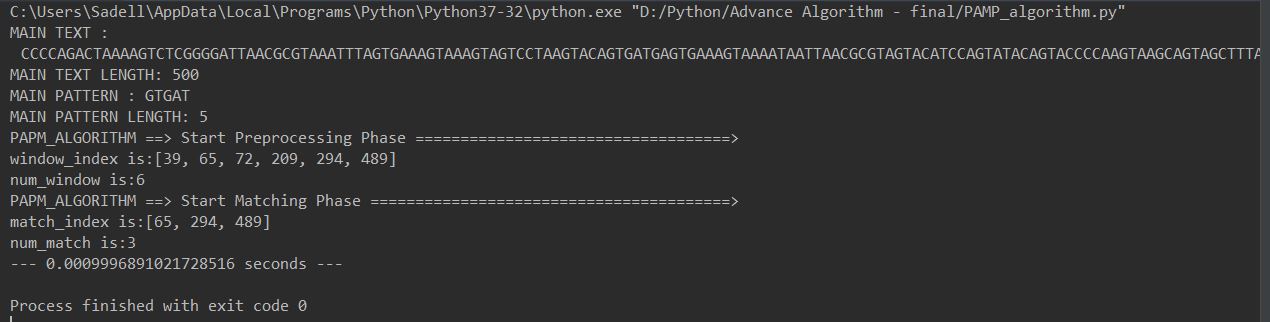 C:\Users\Sadell\AppData\Local\Programs\Python\Python37-32\python.exe "D:/Python/Advance Algorithm - final/PAMP_algorithm.py"
MAIN TEXT :
CCCCAGACTAAAAGTCTCGGGGATTAACGCGTAAATTTAGTGAAAGTAAAGTAGTCCTAAGTACAGTGATGAGTGAAAGTAAAATAATTAACGCGTAGTACATCCAGTATACAGTACCCCAAGTAAGCAGTAGCTTTA
MAIN TEXT LENGTH: 500
MAIN PATTERN : GTGAT
MAIN PATTERN LENGTH: 5
PAPM_ALGORITHM ==> Start Preprocessing Phase ===================================>
window_index is:[39, 65, 72, 209, 294, 489]
num_window is:6
PAPM_ALGORITHM ==> Start Matching Phase ========================================>
match_index is:[65, 294, 489]
num_match is:3
--- 0.0009996891021728516 seconds ---
Process finished with exit code 0